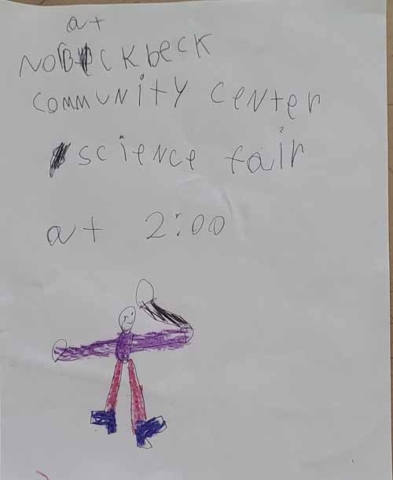 at
community center
science fair
at 2:00